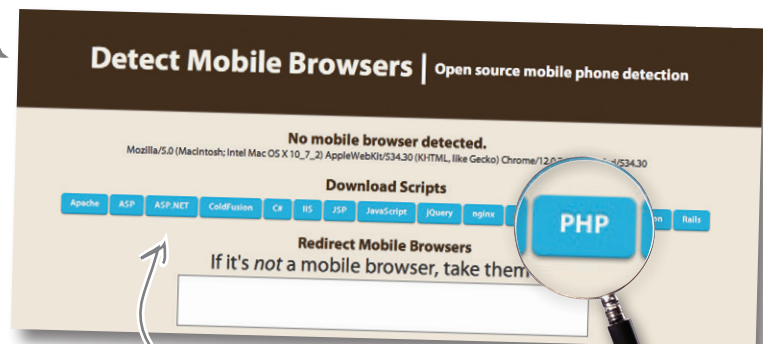 Detect Mobile Browsers | Open source mobile phone detection
No mobile browser detected.
Mozilla/5.0 (Macintosh; Intel Mac OS X 10_7_2) AppleWebKit/534.30 (KHTML, like Gecko) Chrome/12.0 /534.30
Download Scripts
Apache ASP ASP.NET ColdFusion C# IIS JSP JavaScript jQuery nginx PHP Rails
Redirect Mobile Browsers
If it's not a mobile browser, take them